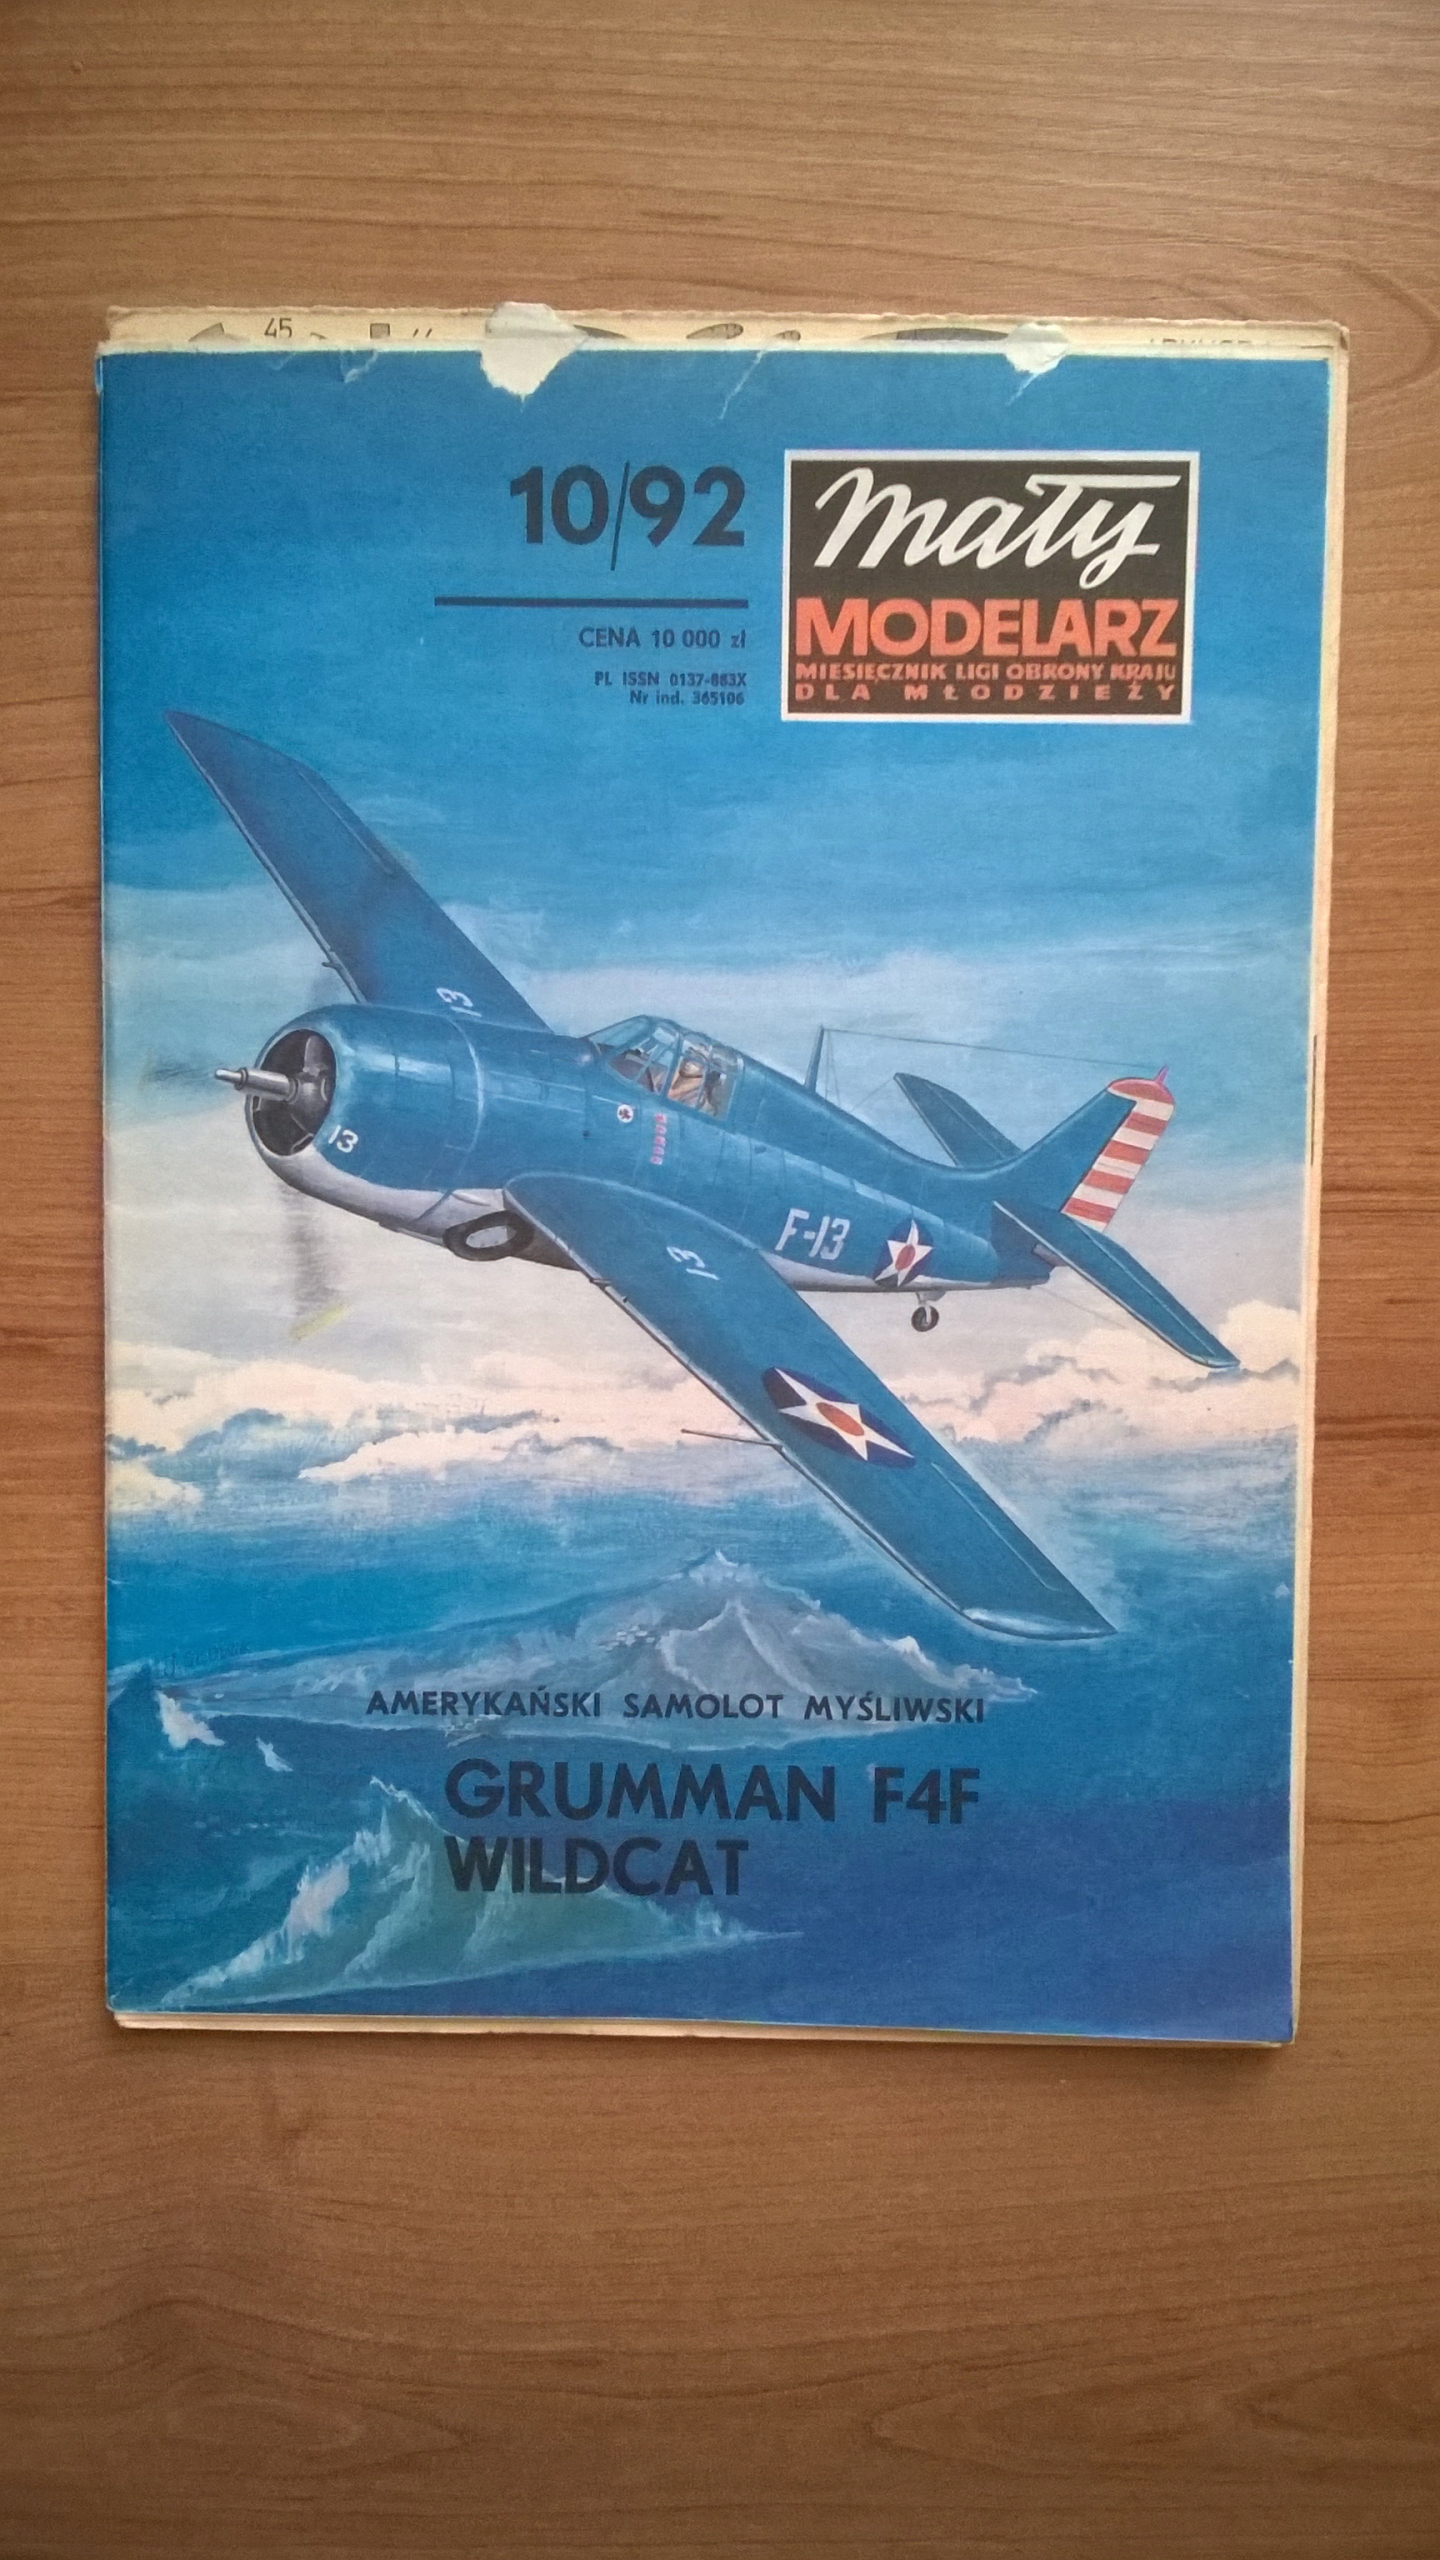 45
10/92
CENA 10 000 zł
PL ISSN 0137-883X
Nr ind. 365106
Mały
MODELARZ
MIESIĘCZNIK LIGI OBRONY KRAJU
DLA MŁODZIEŻY
13
13
F-13
13
AMERYKAŃSKI SAMOLOT MYŚLIWSKI
GRUMMAN F4F
WILDCAT